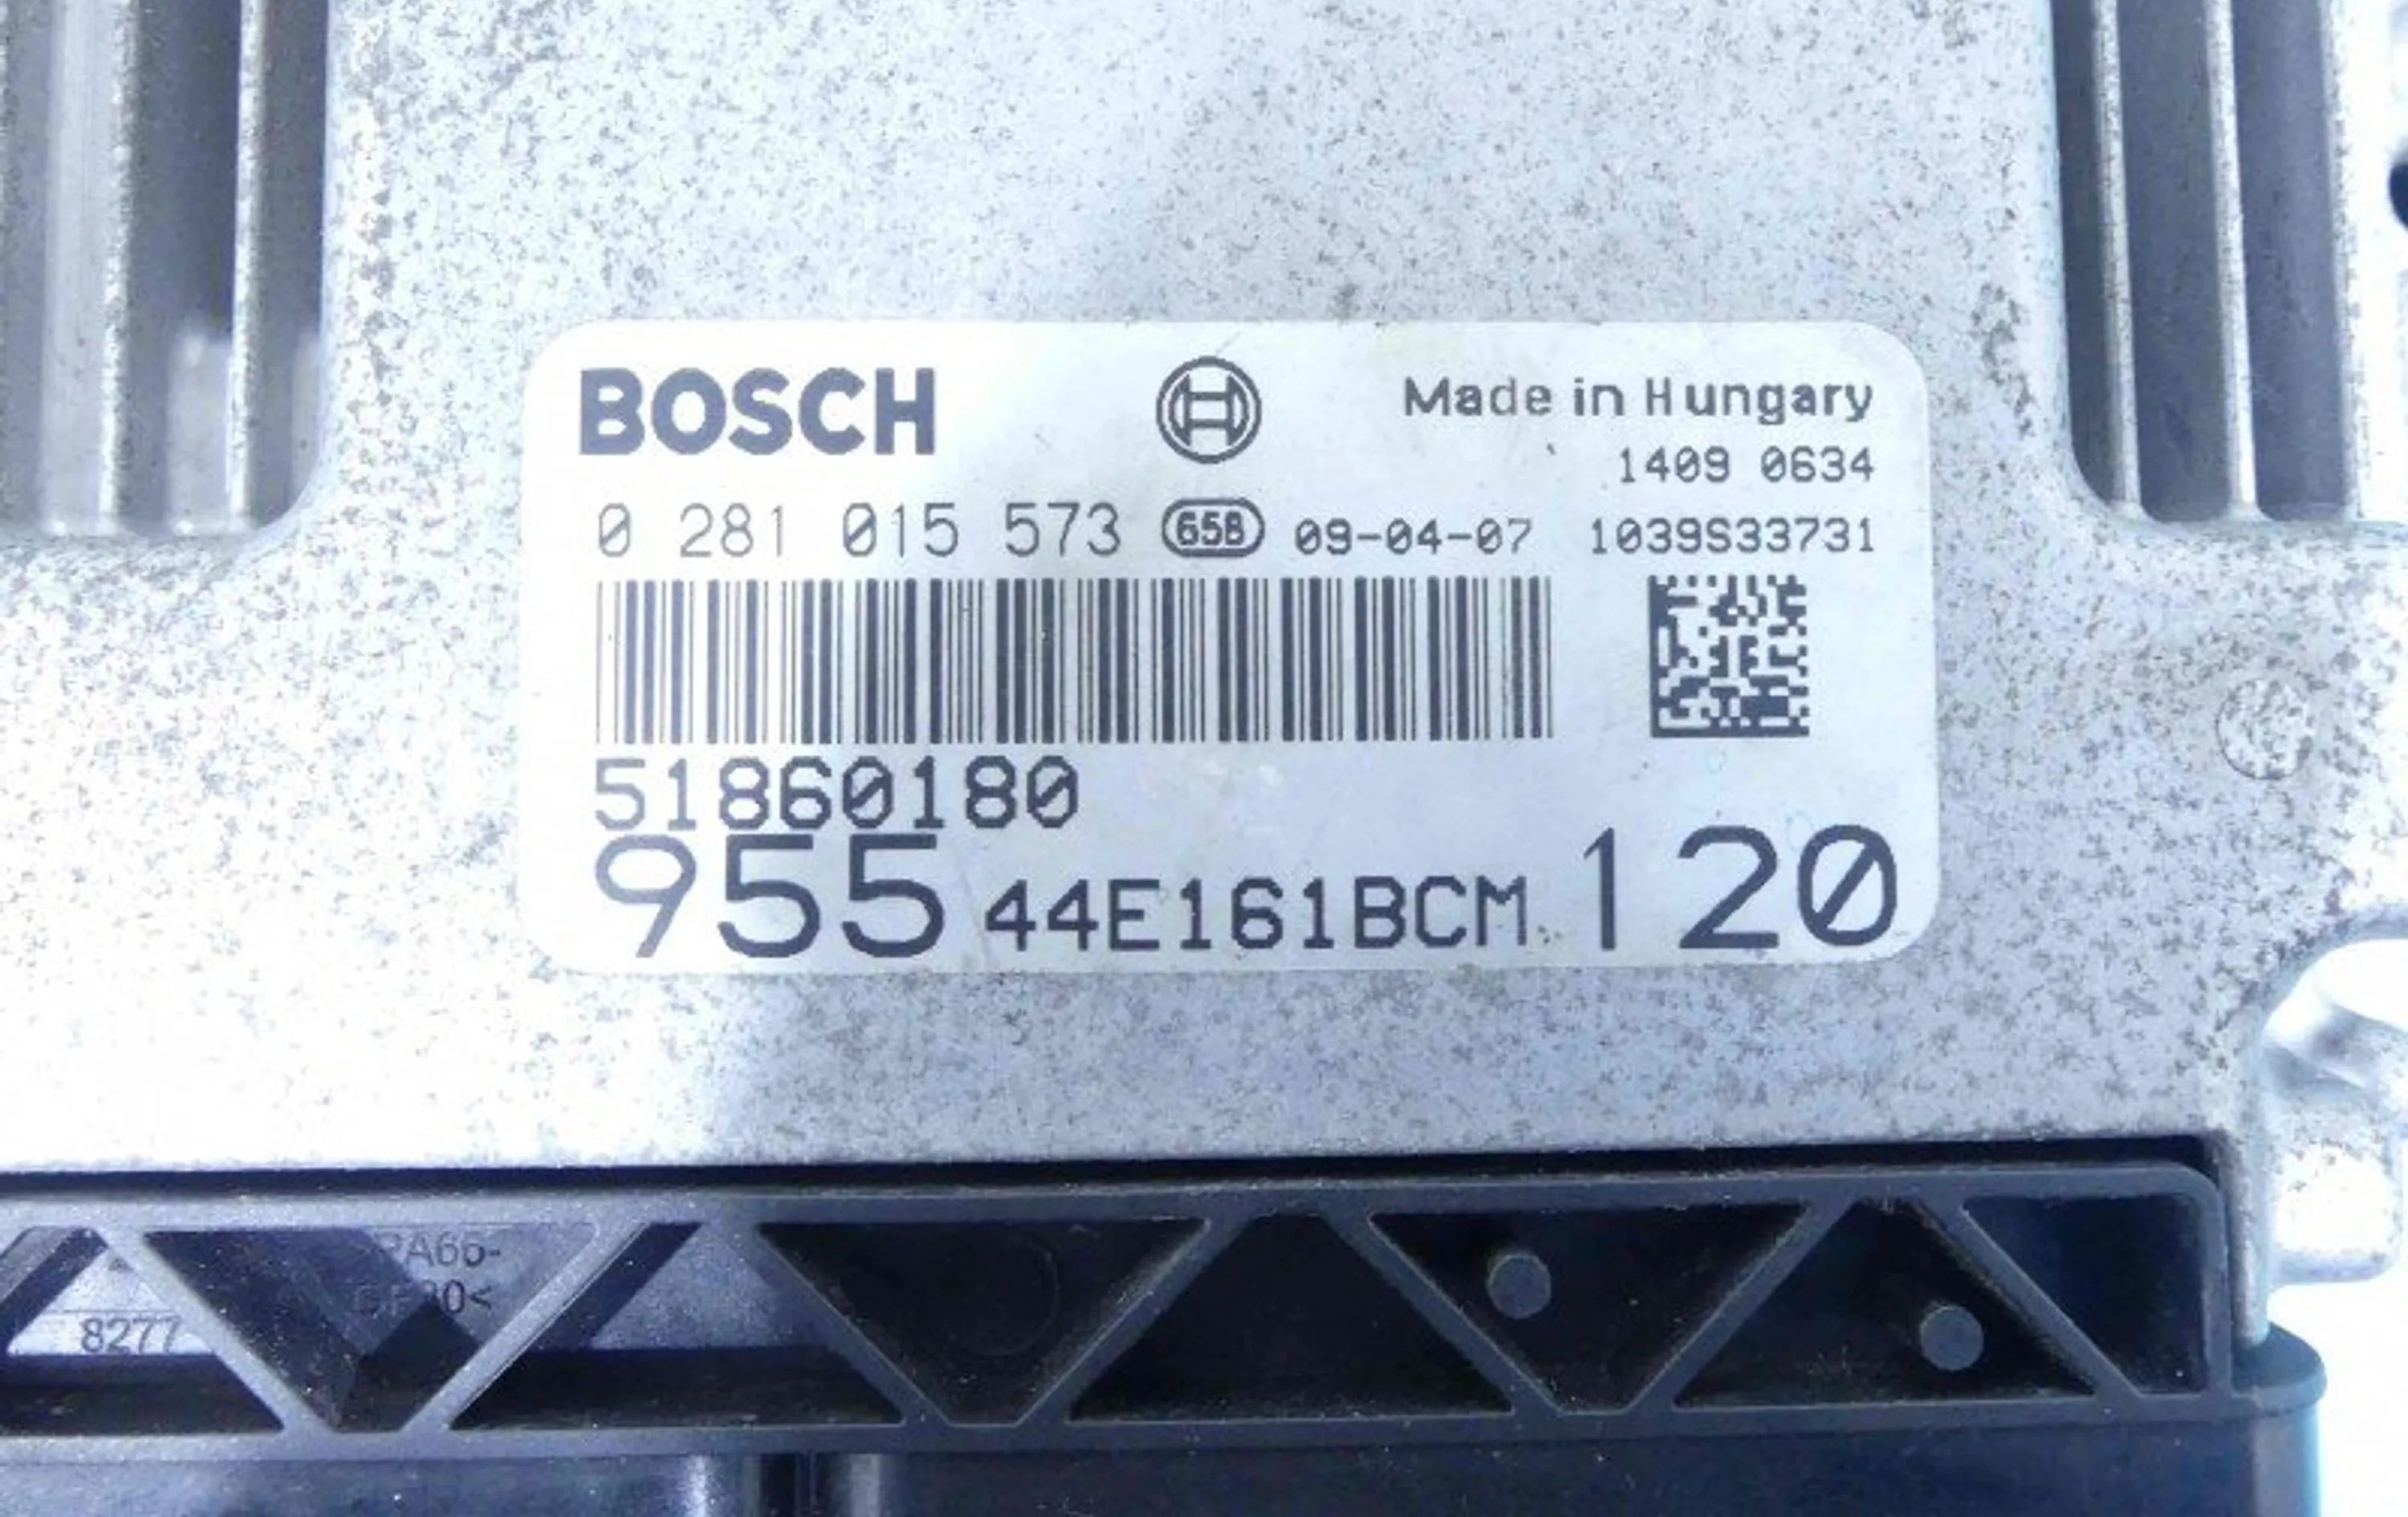 BOSCH Made in Hungary
1409 0634
0 281 015 573 65B 09-04-07 1039S33731
51860180
955 44E161BCM 120
8277